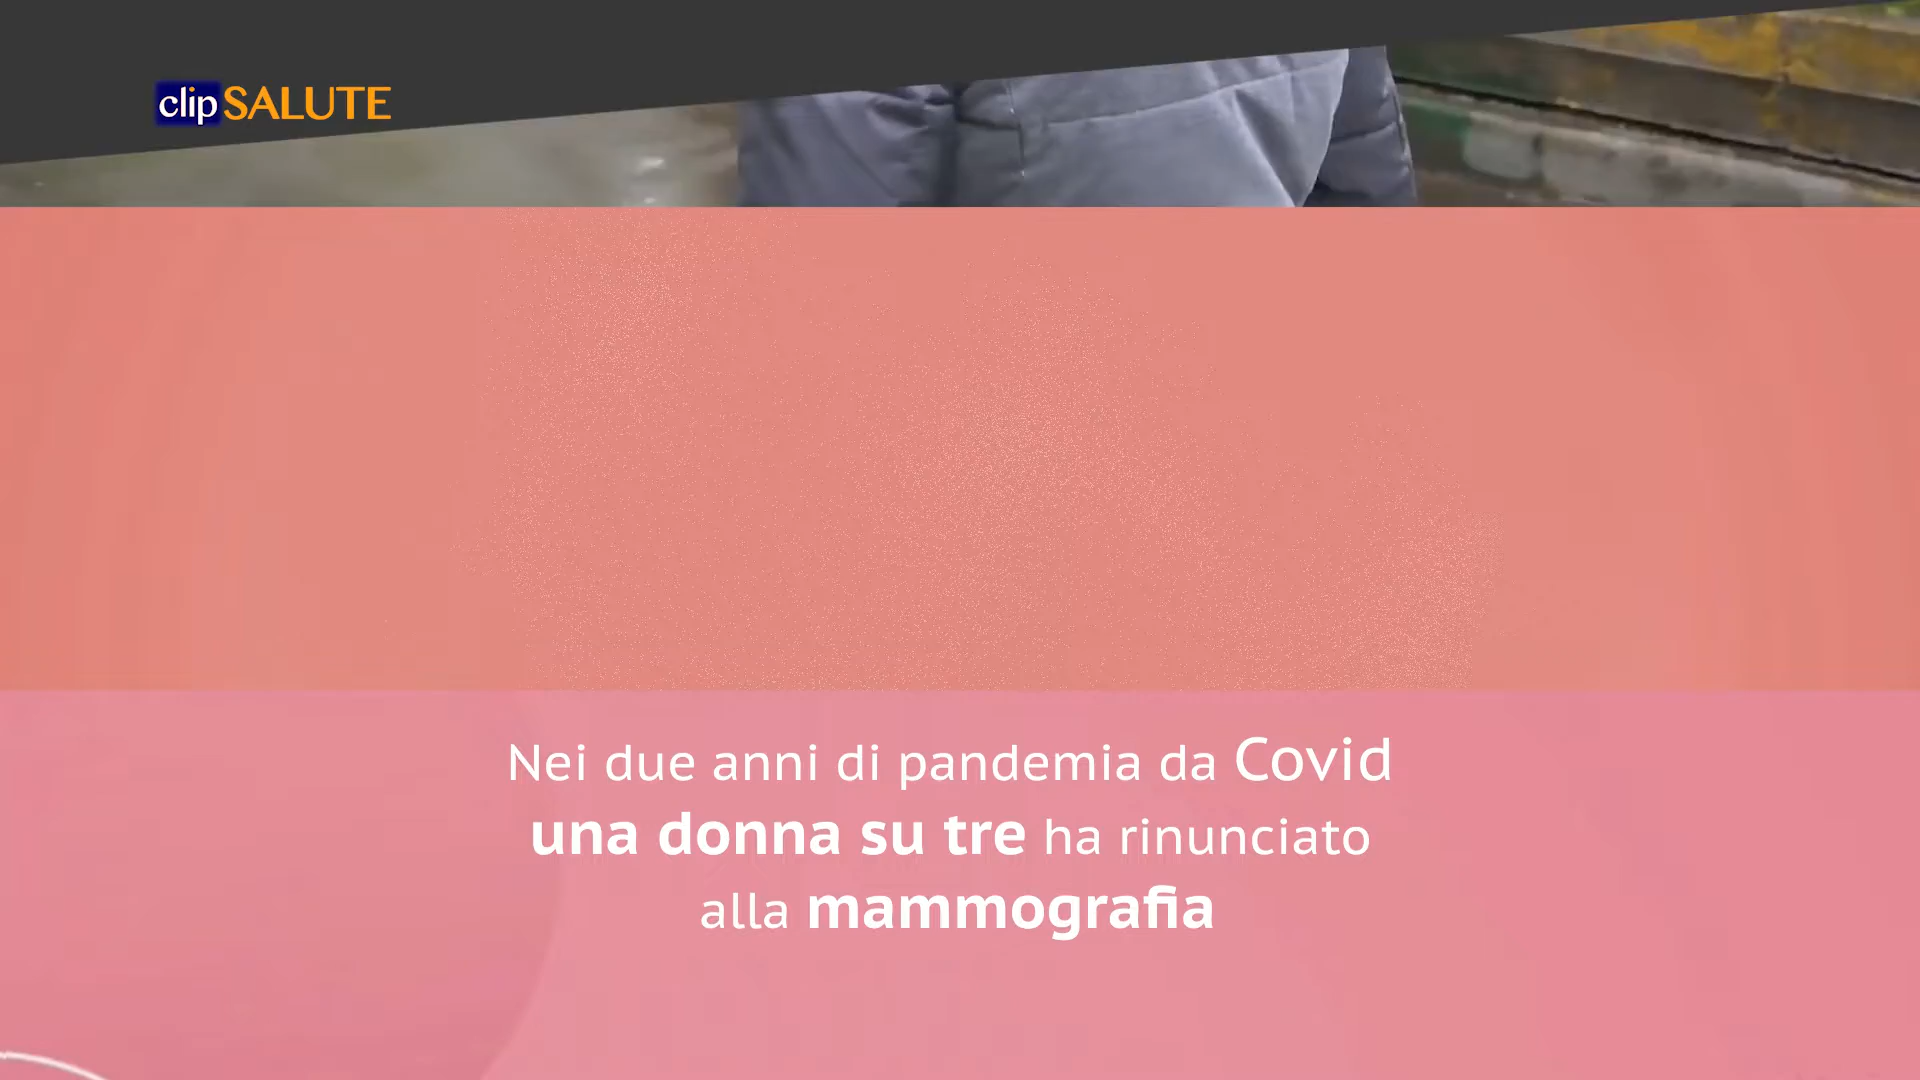 clipSALUTE
Nei due anni di pandemia da Covid
una donna su tre ha rinunciato
alla mammografia